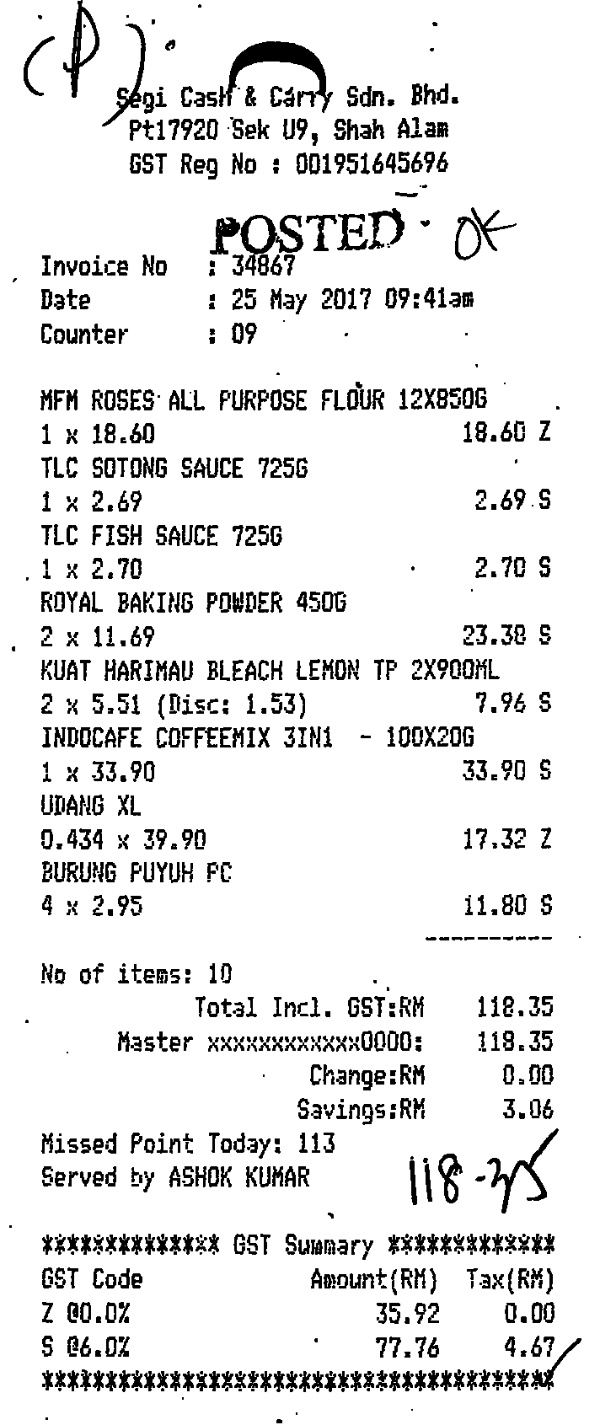 (P).
Segi Cash & Carry Sdn. Bhd.
Pt17920 Sek U9, Shah Alam
GST Reg No : 001951645696
POSTED OK
Invoice No : 34867
Date : 25 May 2017 09:41am
Counter : 09
MFM ROSES ALL PURPOSE FLOUR 12X850G
1 x 18.60 18.60 Z
TLC SOTONG SAUCE 725G
1 x 2.69 2.69 S
TLC FISH SAUCE 725G
1 x 2.70 2.70 S
ROYAL BAKING POWDER 450G
2 x 11.69 23.38 S
KUAT HARIMAU BLEACH LEMON TP 2X900ML
2 x 5.51 (Disc: 1.53) 7.96 S
INDOCAFE COFFEEMIX 3IN1 - 100X20G
1 x 33.90 33.90 S
UDANG XL
0.434 x 39.90 17.32 Z
BURUNG PUYUH FC
4 x 2.95 11.80 S
----------
No of items: 10
Total Incl. GST:RM 118.35
Master xxxxxxxxxxxx0000: 118.35
Change:RM 0.00
Savings:RM 3.06
Missed Point Today: 113
Served by ASHOK KUMAR
118-35
************** GST Summary *************
GST Code Amount(RM) Tax(RM)
Z @0.0% 35.92 0.00
S @6.0% 77.76 4.67
****************************************